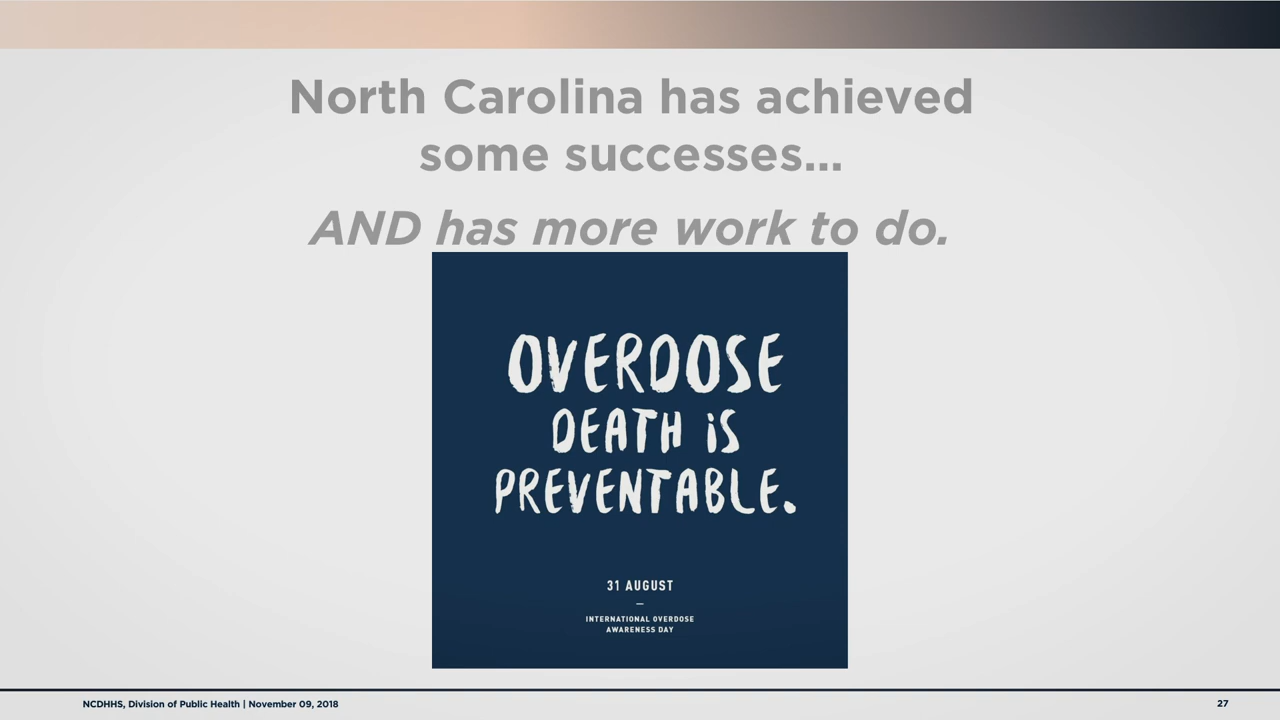 North Carolina has achieved
some successes...
AND has more work to do.
OVERDOSE
DEATH iS
PREVENTABLE.
31 AUGUST
–
INTERNATIONAL OVERDOSE
AWARENESS DAY
NCDHHS, Division of Public Health | November 09, 2018
27